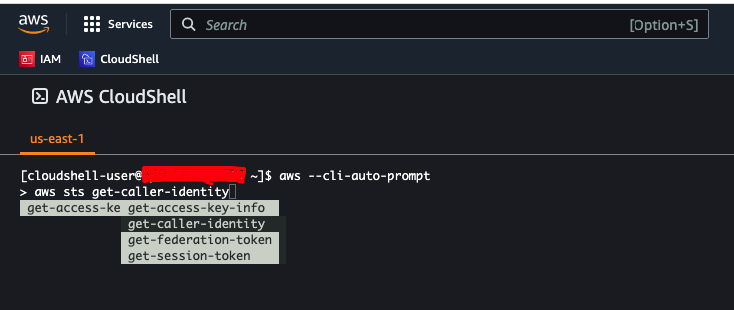 aws Services Search [Option+S]
IAM CloudShell
AWS CloudShell
us-east-1
[cloudshell-user@ ~]$ aws --cli-auto-prompt
> aws sts get-caller-identity
get-access-ke get-access-key-info
get-caller-identity
get-federation-token
get-session-token